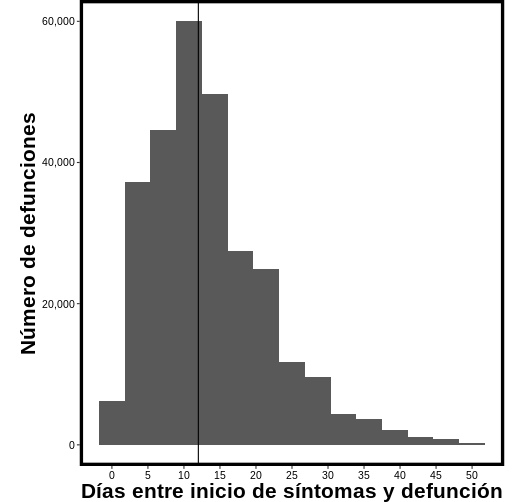 60,000
40,000
20,000
0
Número de defunciones
0 5 10 15 20 25 30 35 40 45 50
Días entre inicio de síntomas y defunción